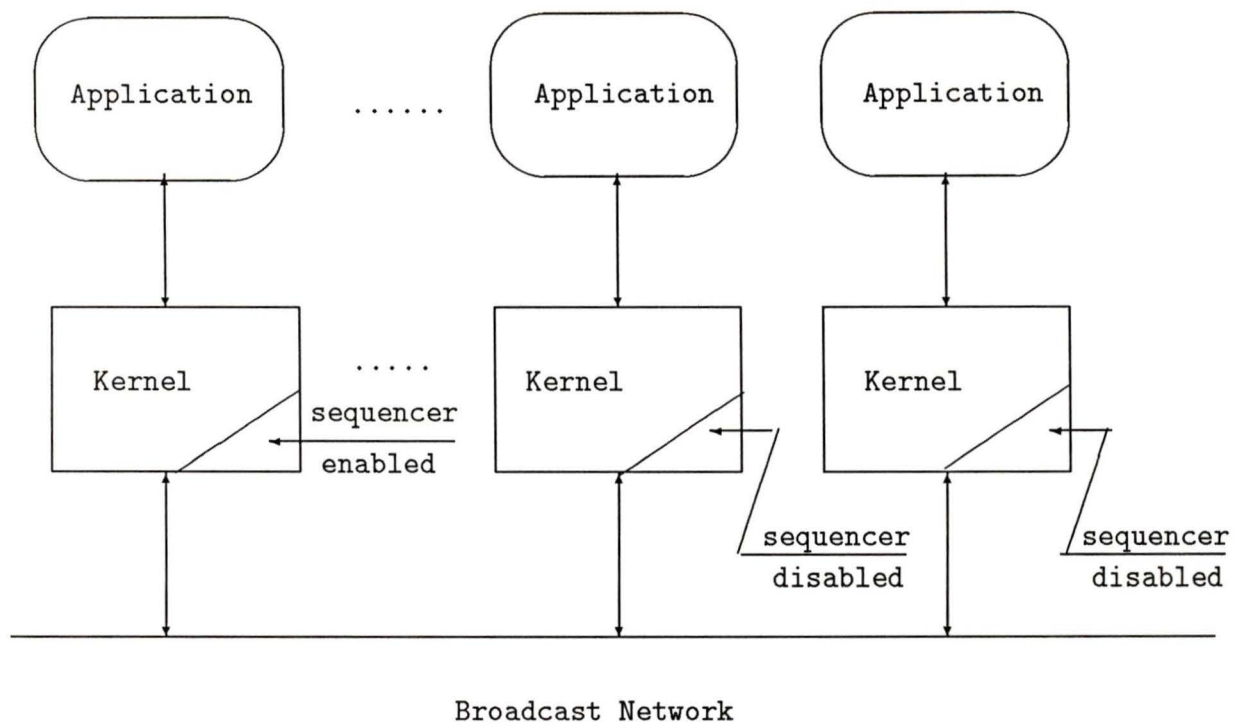 Application
......
Application
Application
Kernel
.....
Kernel
Kernel
sequencer
enabled
sequencer
disabled
sequencer
disabled
Broadcast Network